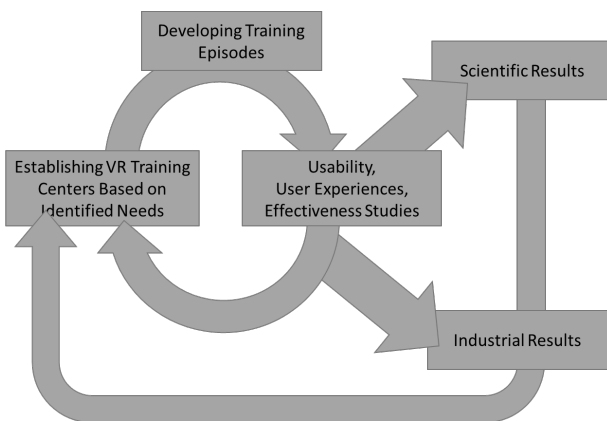 Developing Training
Episodes
Scientific Results
Establishing VR Training
Centers Based on
Identified Needs
Usability,
User Experiences,
Effectiveness Studies
Industrial Results